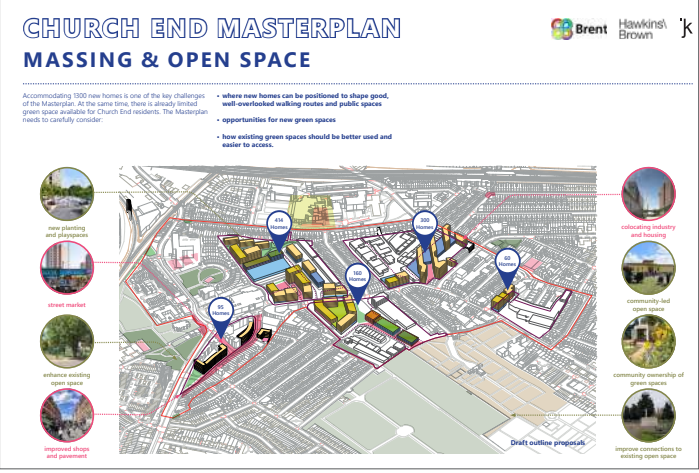 CHURCH END MASTERPLAN
MASSING & OPEN SPACE
Brent
Hawkins\
Brown
jk
Accommodating 1300 new homes is one of the key challenges
of the Masterplan. At the same time, there is already limited
green space available for Church End residents. The Masterplan
needs to carefully consider:
• where new homes can be positioned to shape good,
well-overlooked walking routes and public spaces
• opportunities for new green spaces
• how existing green spaces should be better used and
easier to access.
new planting
and playspaces
street market
enhance existing
open space
improved shops
and pavement
414
Homes
300
Homes
160
Homes
60
Homes
95
Homes
colocating industry
and housing
community-led
open space
community ownership of
green spaces
improve connections to
existing open space
Draft outline proposals